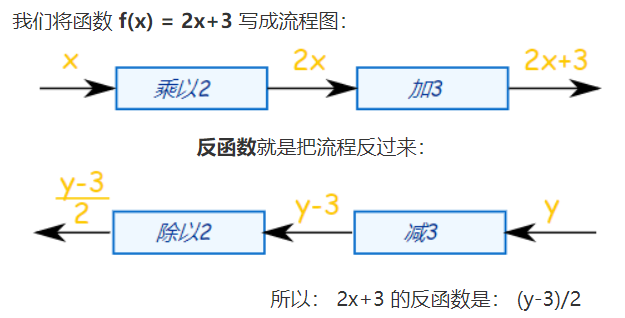 我们将函数 f(x) = 2x+3 写成流程图：
x 2x 2x+3
乘以2 加3
反函数就是把流程反过来：
y-3
2
y-3 y
除以2 减3
所以： 2x+3 的反函数是： (y-3)/2